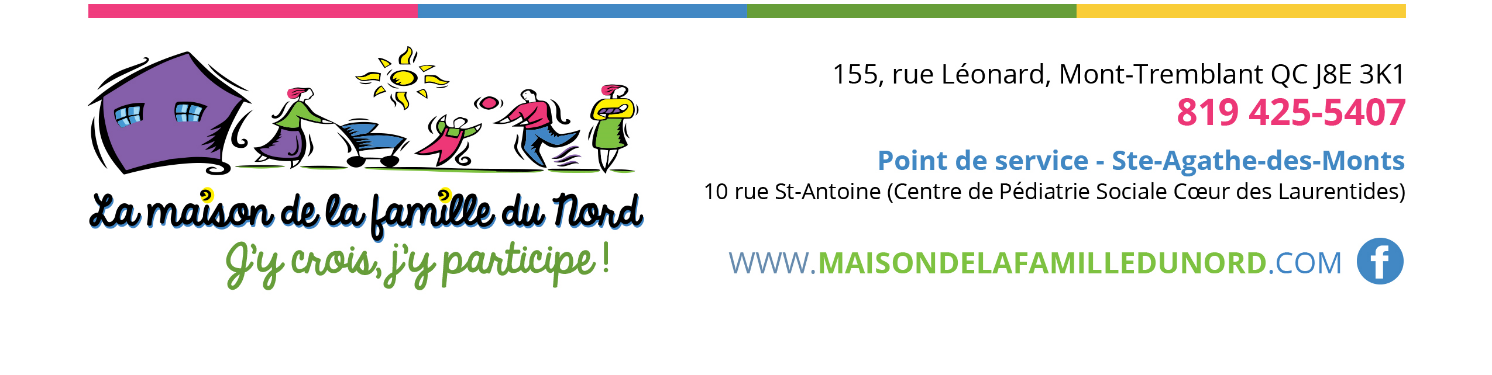 La maison de la famille du Nord
J'y crois, j'y participe !
155, rue Léonard, Mont-Tremblant QC J8E 3K1
819 425-5407
Point de service - Ste-Agathe-des-Monts
10 rue St-Antoine (Centre de Pédiatrie Sociale Cœur des Laurentides)
WWW.MAISONDELAFAMILLEDUNORD.COM f